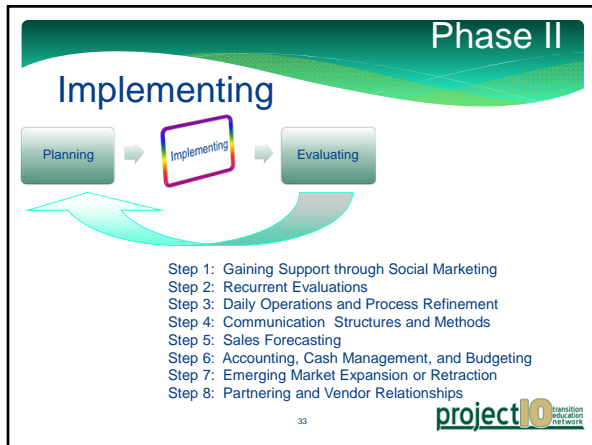 Phase II
Implementing
Planning
Implementing
Evaluating
Step 1: Gaining Support through Social Marketing
Step 2: Recurrent Evaluations
Step 3: Daily Operations and Process Refinement
Step 4: Communication Structures and Methods
Step 5: Sales Forecasting
Step 6: Accounting, Cash Management, and Budgeting
Step 7: Emerging Market Expansion or Retraction
Step 8: Partnering and Vendor Relationships
33
project10 transition
education
network